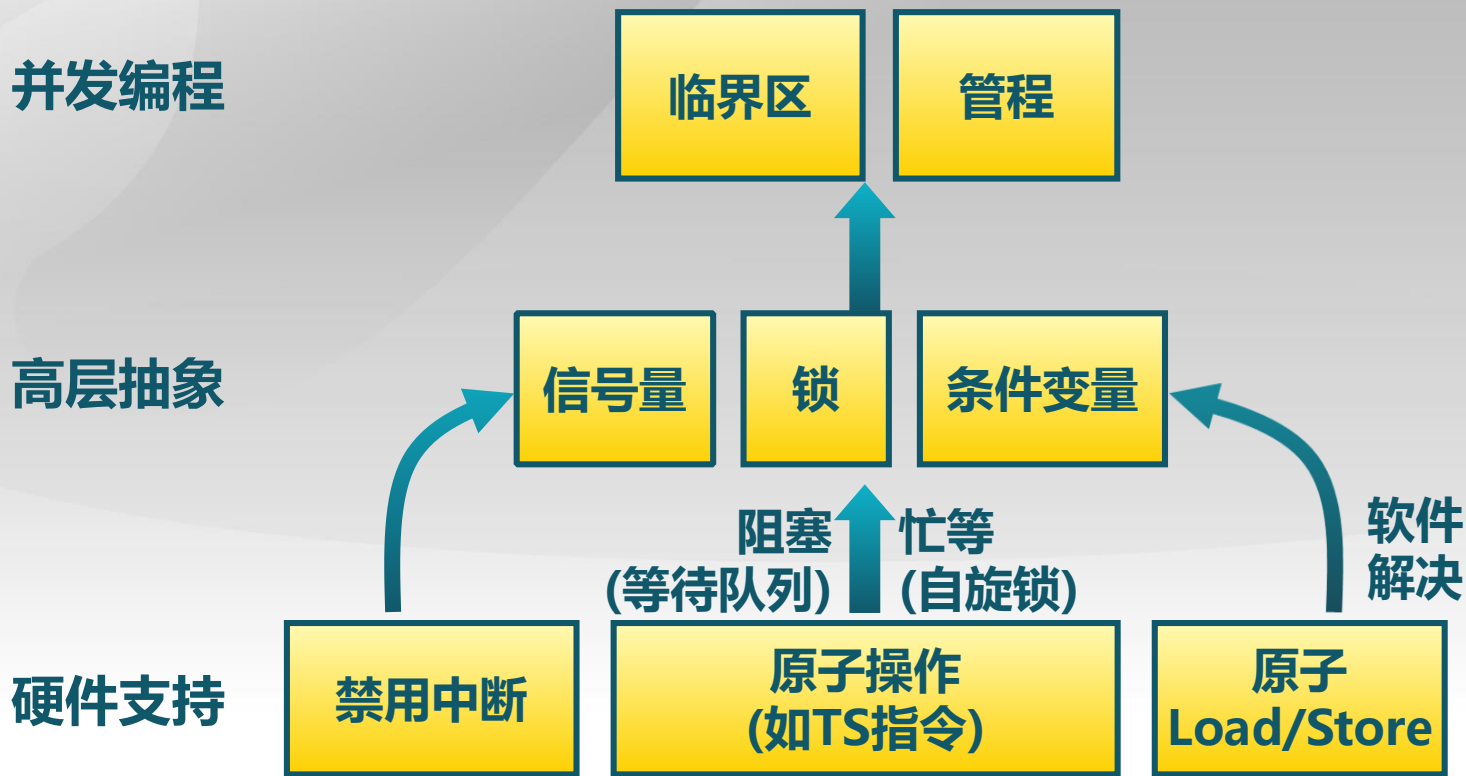 并发编程
临界区
管程
高层抽象
信号量
锁
条件变量
阻塞
(等待队列)
忙等
(自旋锁)
软件
解决
硬件支持
禁用中断
原子操作
(如TS指令)
原子
Load/Store